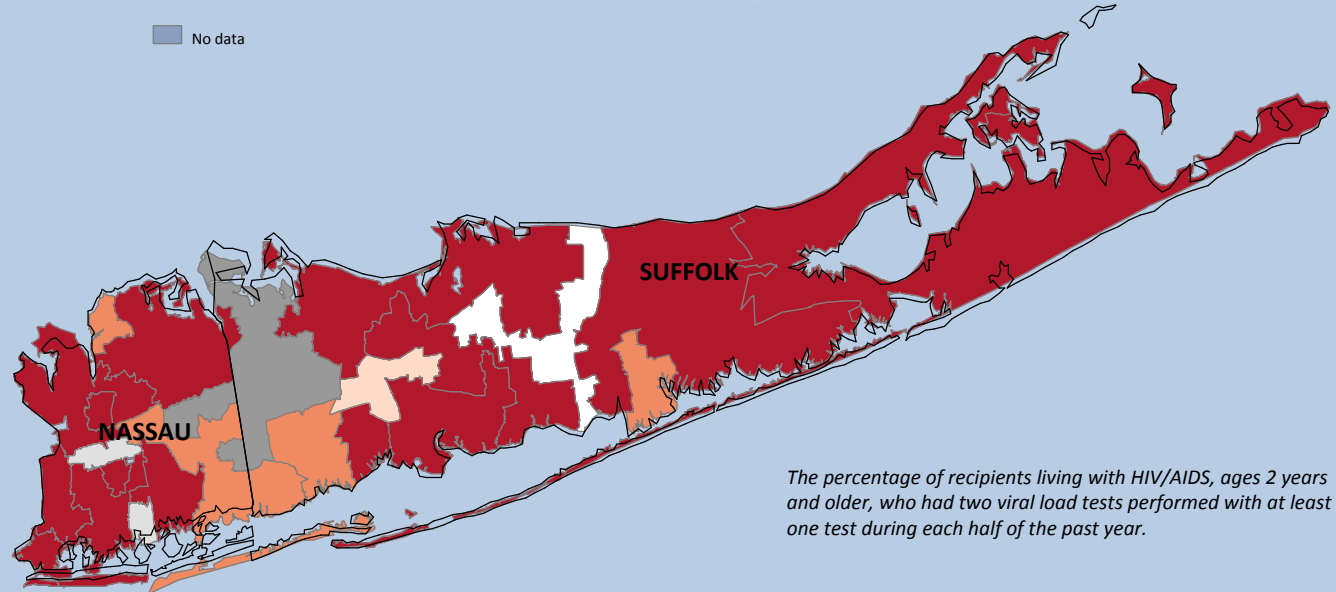 No data
SUFFOLK
NASSAU
The percentage of recipients living with HIV/AIDS, ages 2 years
and older, who had two viral load tests performed with at least
one test during each half of the past year.